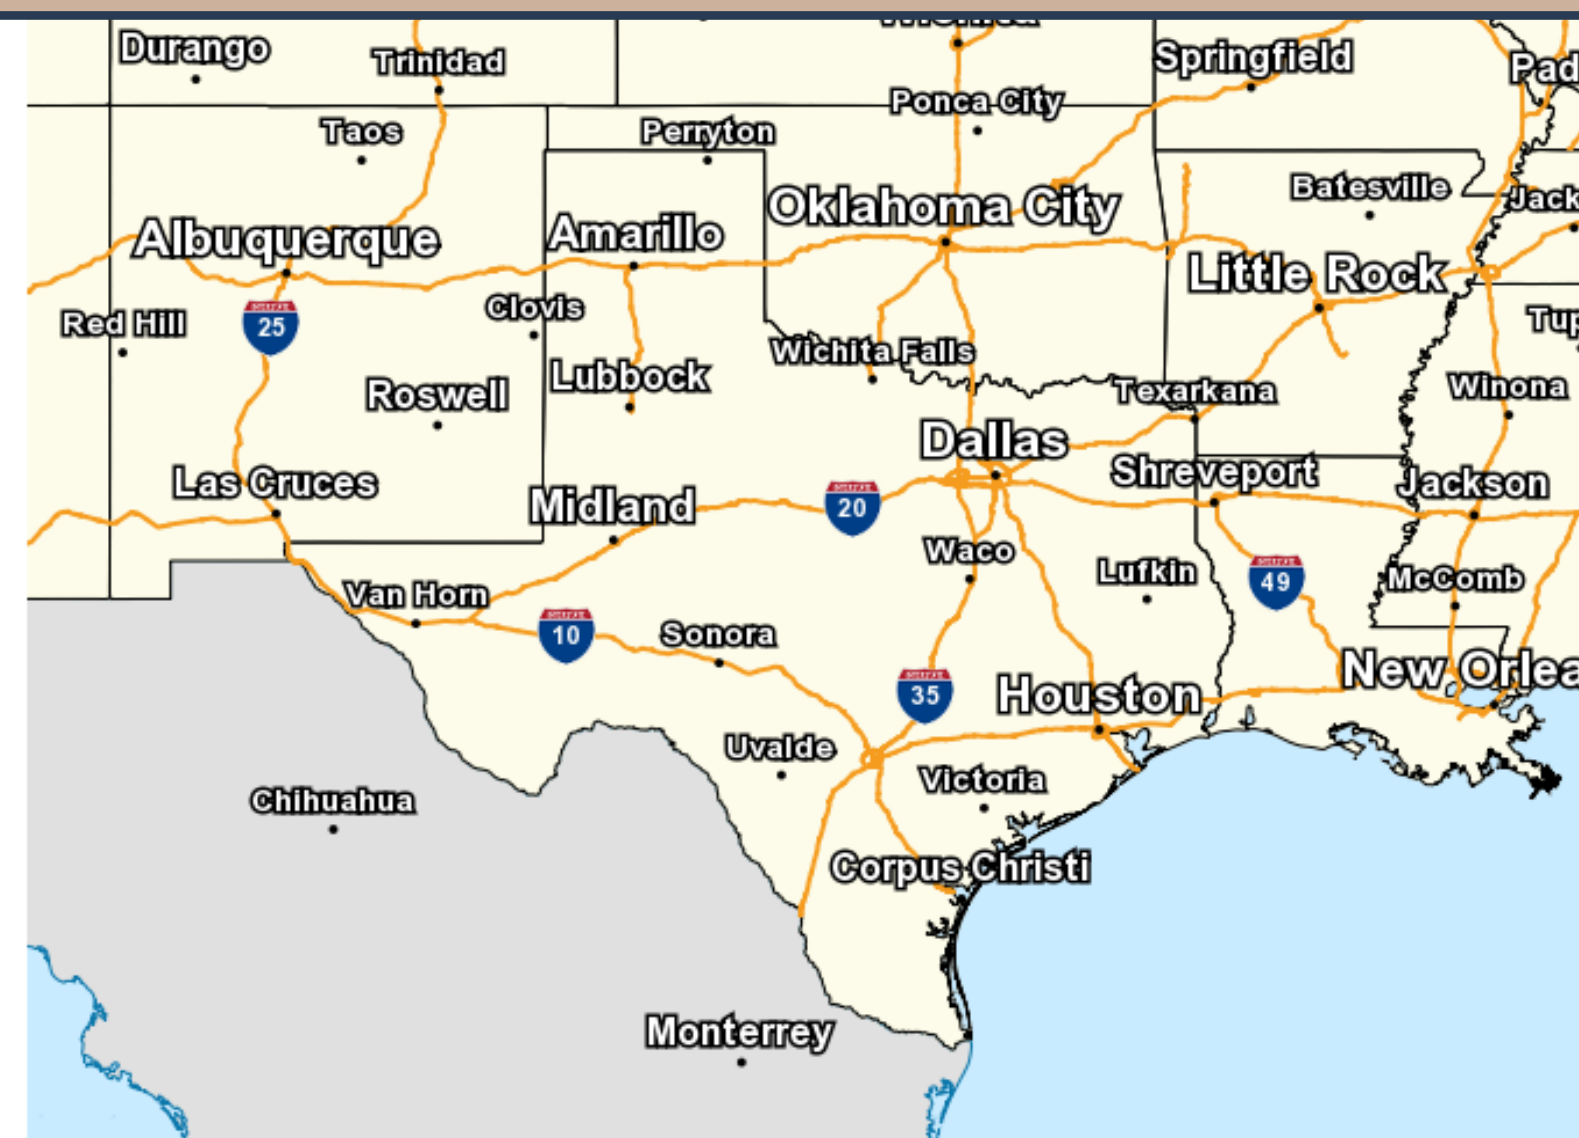 Durango
Trinidad
Springfield
Ponca City
Taos
Perryton
Batesville
Oklahoma City
Albuquerque
Amarillo
Little Rock
Clovis
Red Hill
25
Wichita Falls
Lubbock
Texarkana
Winona
Roswell
Dallas
Shreveport
Las Cruces
Jackson
Midland
20
Waco
Lufkin
49
McComb
Van Horn
10
Sonora
New Orlea
35
Houston
Uvalde
Victoria
Chihuahua
Corpus Christi
Monterrey